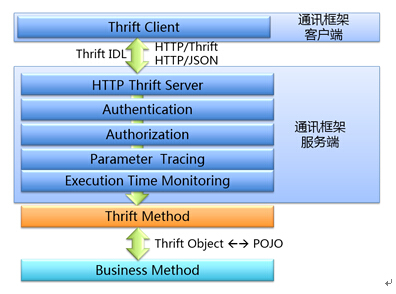 Thrift Client
通讯框架
客户端
Thrift IDL
HTTP/Thrift
HTTP/JSON
HTTP Thrift Server
Authentication
Authorization
Parameter Tracing
Execution Time Monitoring
通讯框架
服务端
Thrift Method
Thrift Object ←→ POJO
Business Method